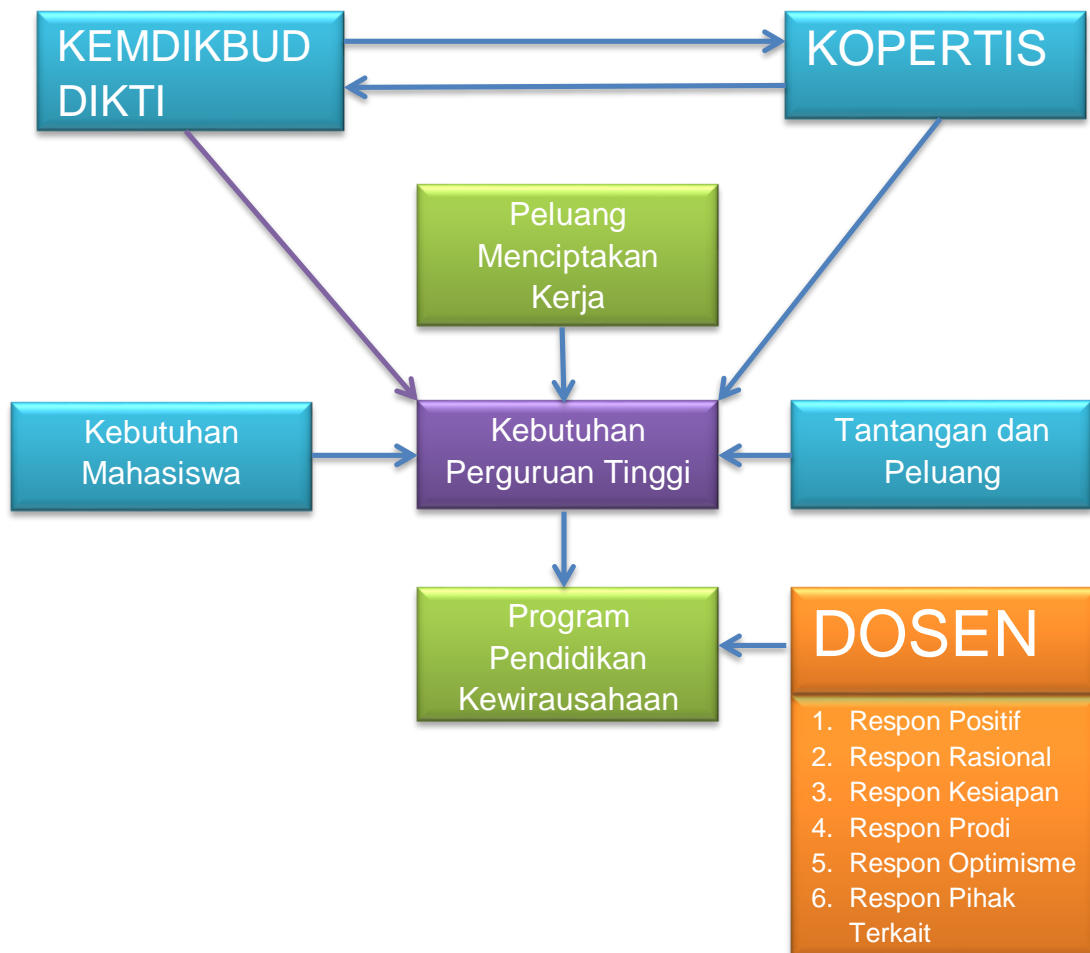 KEMDIKBUD
DIKTI
KOPERTIS
Peluang
Menciptakan
Kerja
Kebutuhan
Mahasiswa
Kebutuhan
Perguruan Tinggi
Tantangan dan
Peluang
Program
Pendidikan
Kewirausahaan
DOSEN
1. Respon Positif
2. Respon Rasional
3. Respon Kesiapan
4. Respon Prodi
5. Respon Optimisme
6. Respon Pihak
Terkait